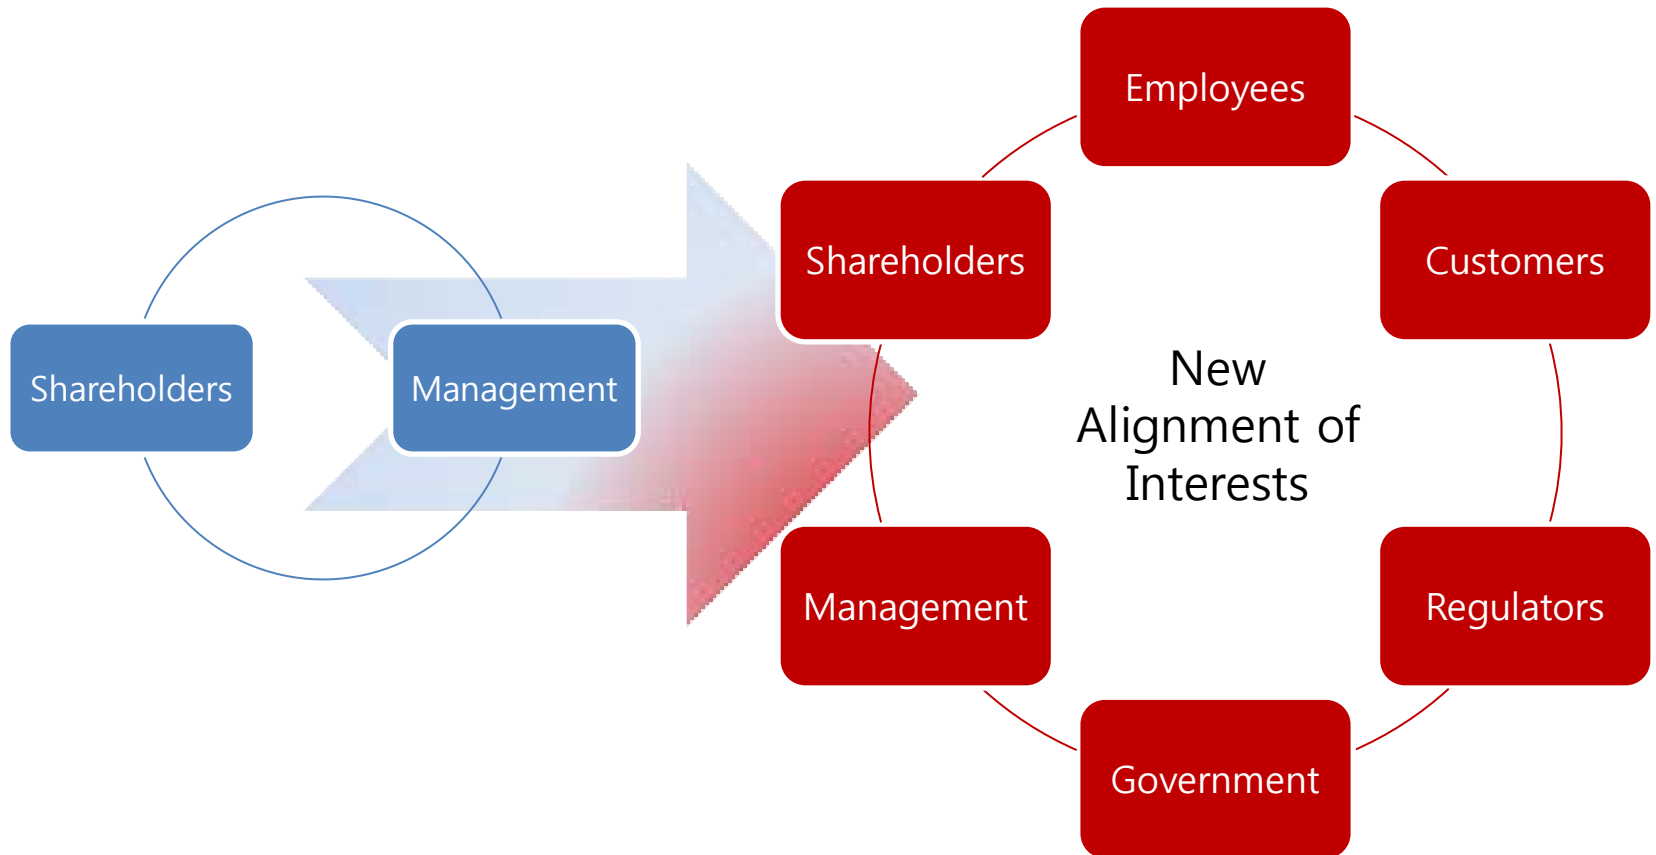 Shareholders
Management
Employees
Shareholders
Customers
New
Alignment of
Interests
Management
Regulators
Government